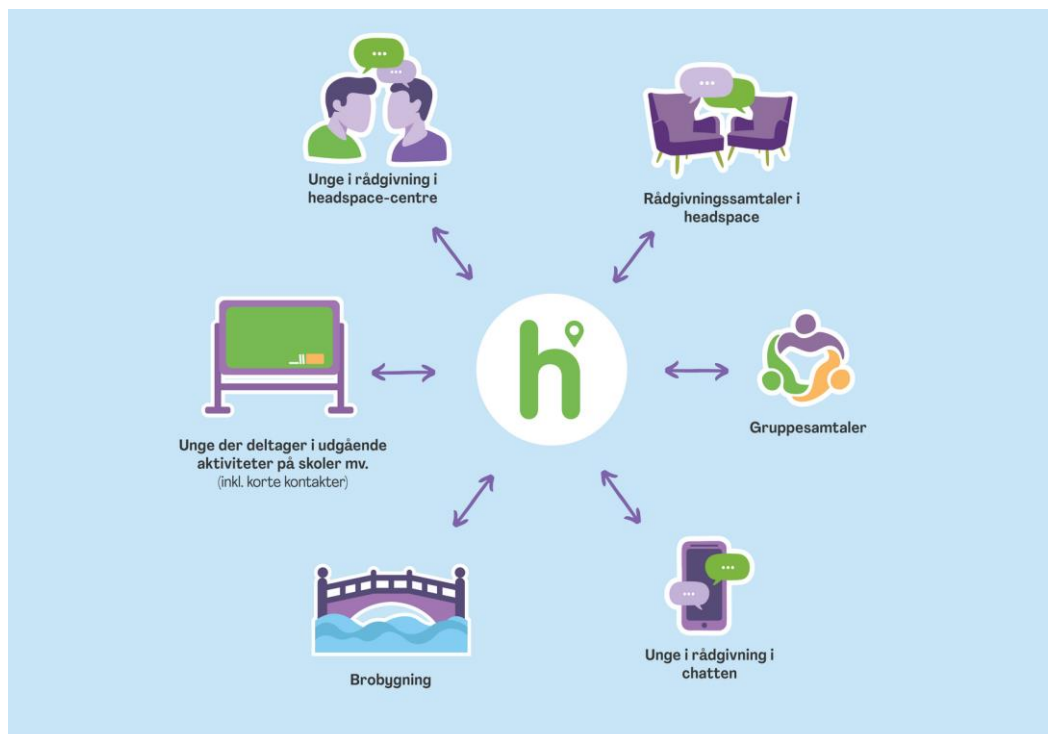 Unge i rådgivning i
headspace-centre
Rådgivningssamtaler i
headspace
h
Unge der deltager i udgående
aktiviteter på skoler mv.
(inkl. korte kontakter)
Gruppesamtaler
Brobygning
Unge i rådgivning i
chatten